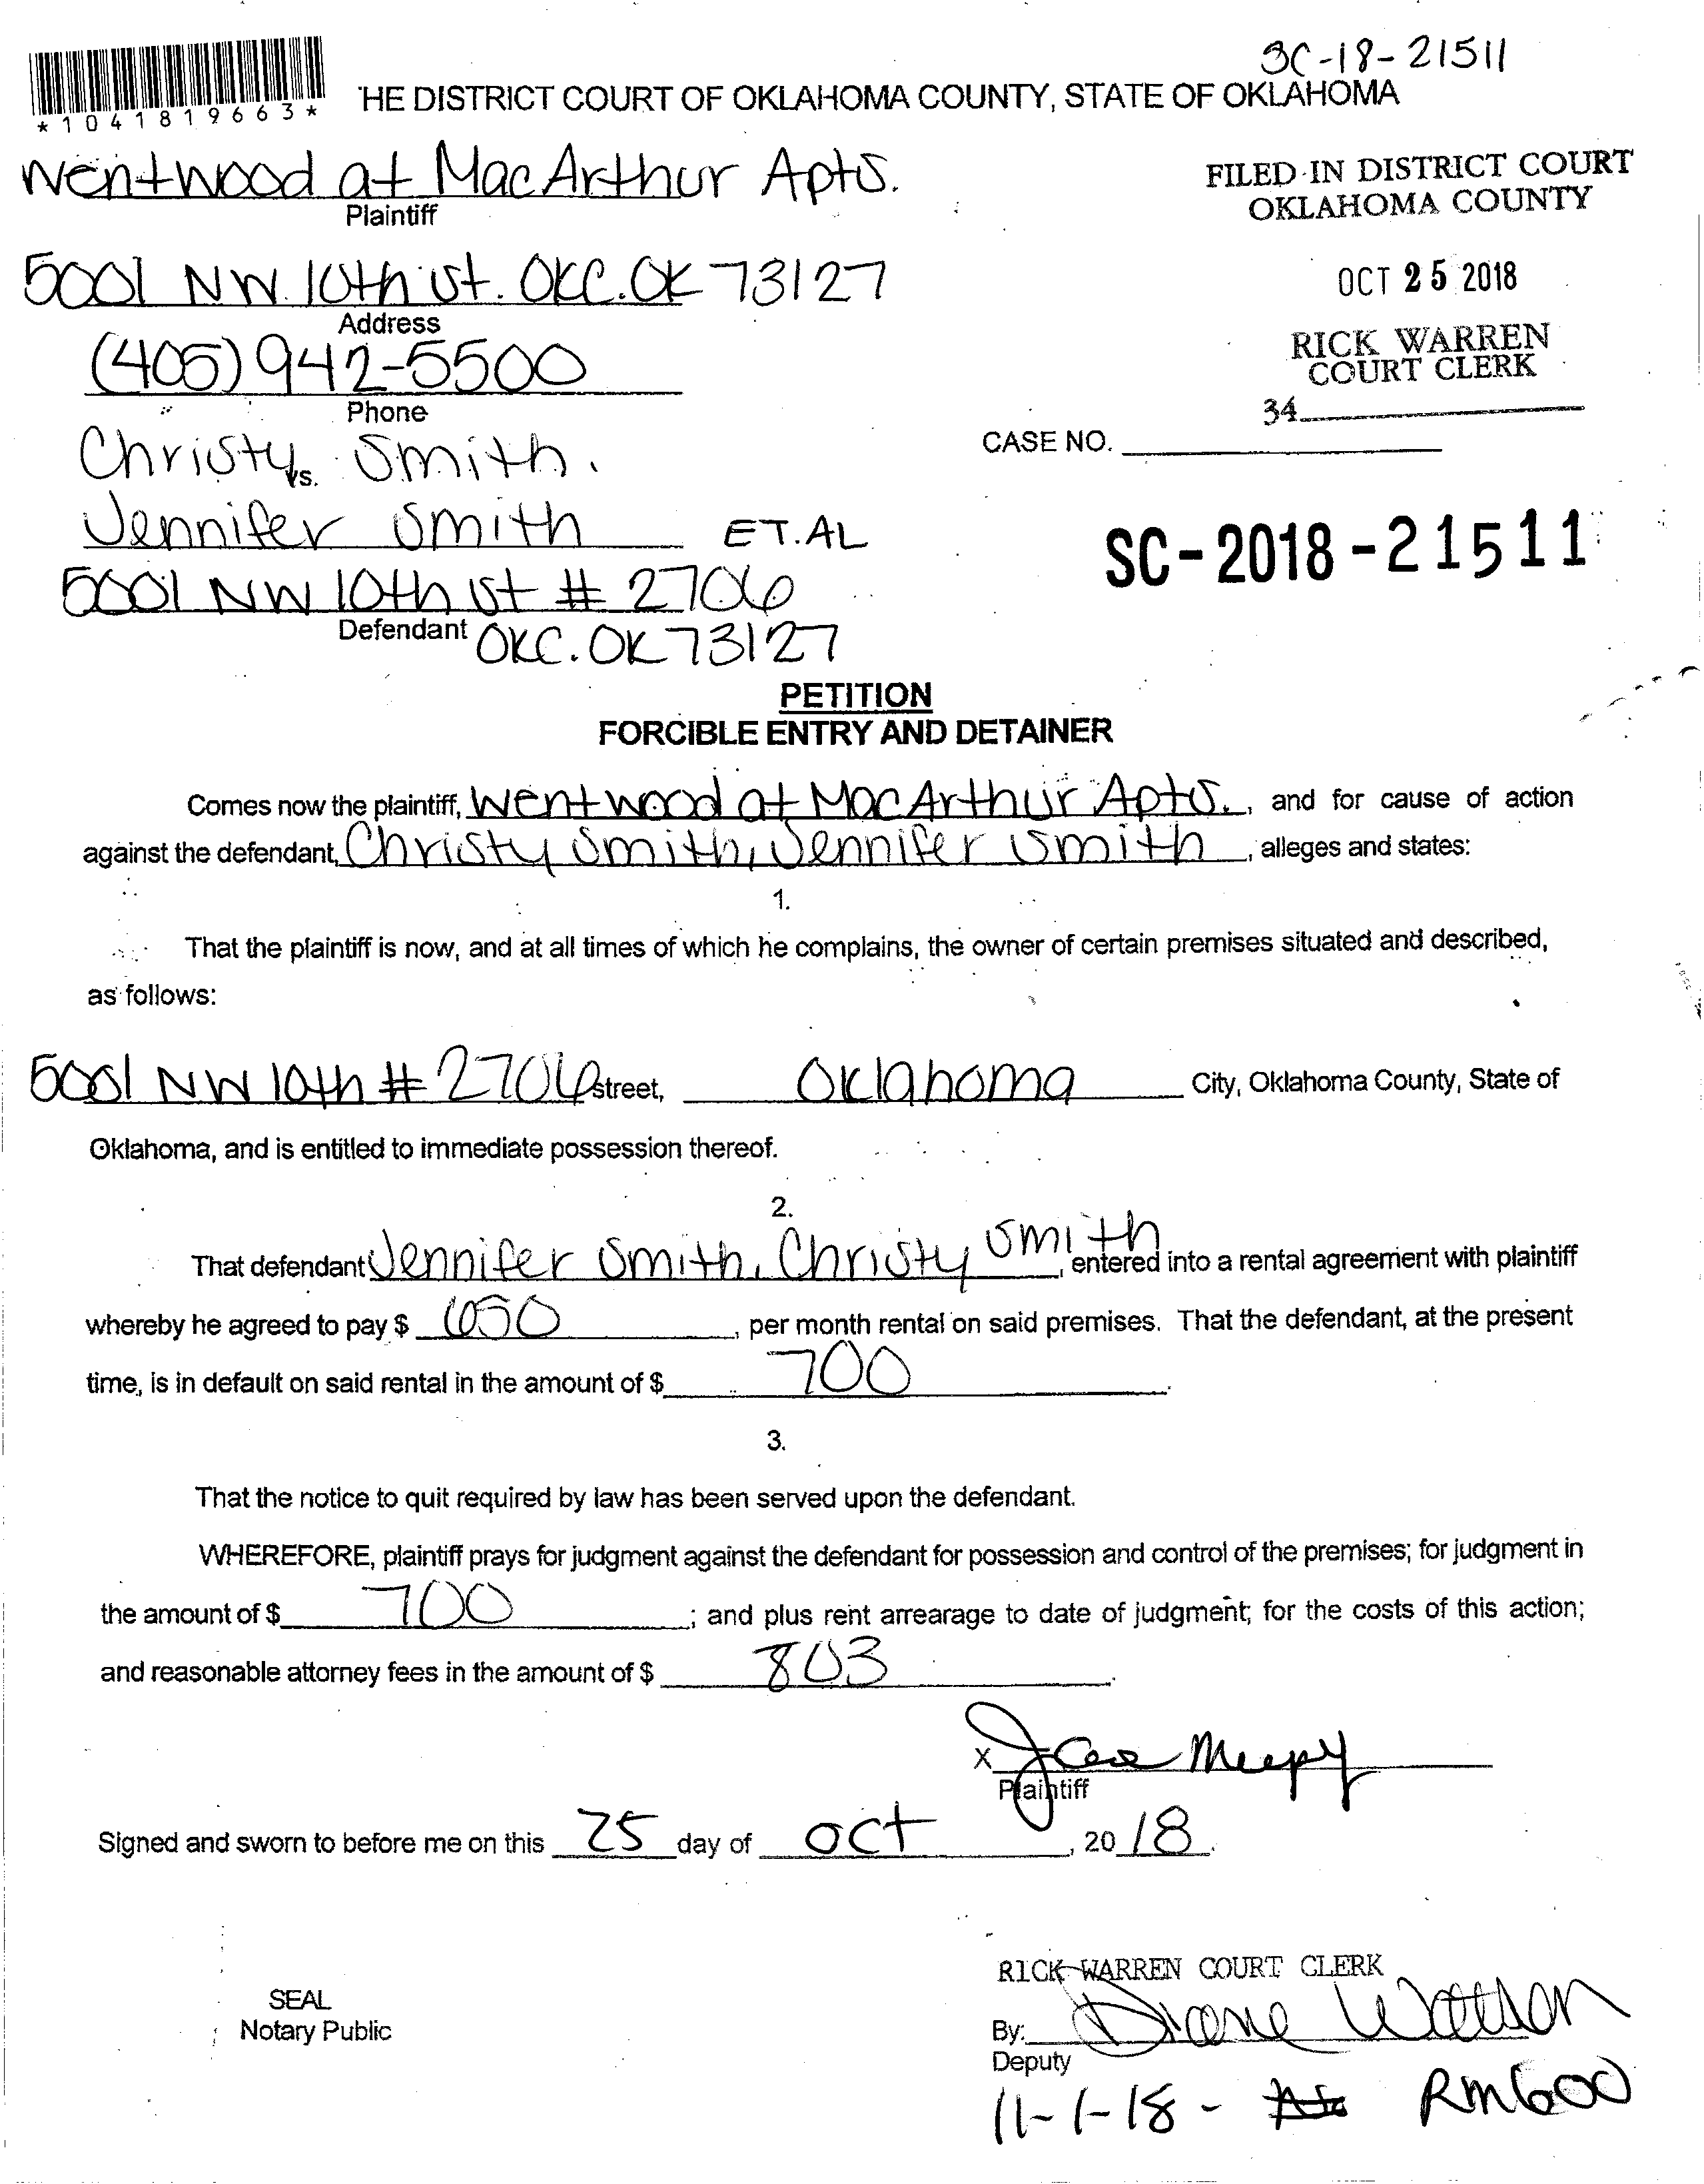 SC-18-21511
*1041819663*
HE DISTRICT COURT OF OKLAHOMA COUNTY, STATE OF OKLAHOMA
Wentwood at MacArthur Apts.
Plaintiff
FILED IN DISTRICT COURT
OKLAHOMA COUNTY
5001 NW 10th St. OKC. OK 73127
Address
OCT 25 2018
(405) 942-5500
Phone
RICK WARREN
COURT CLERK
34
Christy Smith.
vs.
CASE NO.
Jennifer Smith ET. AL
SC-2018-21511
5001 NW 10th St # 2706
Defendant OKC. OK 73127
PETITION
FORCIBLE ENTRY AND DETAINER
Comes now the plaintiff, Wentwood at MacArthur Apts., and for cause of action
against the defendant, Christy Smith, Jennifer Smith, alleges and states:
1.
That the plaintiff is now, and at all times of which he complains, the owner of certain premises situated and described,
as follows:
5001 NW 10th # 2706 street, Oklahoma City, Oklahoma County, State of
Oklahoma, and is entitled to immediate possession thereof.
2.
That defendant Jennifer Smith, Christy Smith, entered into a rental agreement with plaintiff
whereby he agreed to pay $ 650, per month rental on said premises. That the defendant, at the present
time, is in default on said rental in the amount of $ 700.
3.
That the notice to quit required by law has been served upon the defendant.
WHEREFORE, plaintiff prays for judgment against the defendant for possession and control of the premises; for judgment in
the amount of $ 700; and plus rent arrearage to date of judgment; for the costs of this action;
and reasonable attorney fees in the amount of $ 803.
X
Plaintiff
Signed and sworn to before me on this 25 day of Oct, 2018.
RICK WARREN COURT CLERK
SEAL
Notary Public
By: Diane Watson
Deputy
11-1-18 - RM600